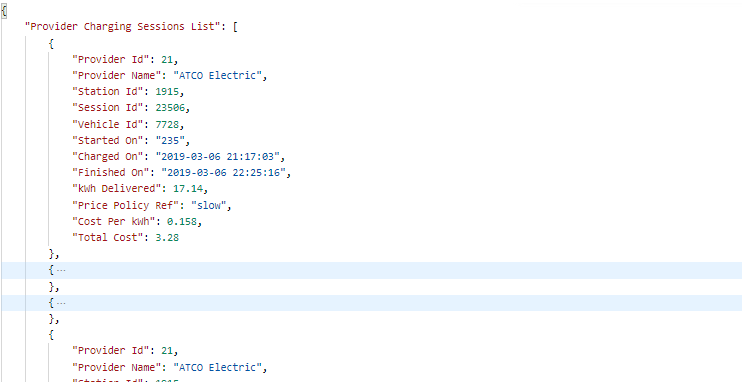 {
"Provider Charging Sessions List": [
{
"Provider Id": 21,
"Provider Name": "ATCO Electric",
"Station Id": 1915,
"Session Id": 23506,
"Vehicle Id": 7728,
"Started On": "235",
"Charged On": "2019-03-06 21:17:03",
"Finished On": "2019-03-06 22:25:16",
"kWh Delivered": 17.14,
"Price Policy Ref": "slow",
"Cost Per kWh": 0.158,
"Total Cost": 3.28
},
{ ···
},
{ ···
},
{
"Provider Id": 21,
"Provider Name": "ATCO Electric",
"Station Id": 1915,